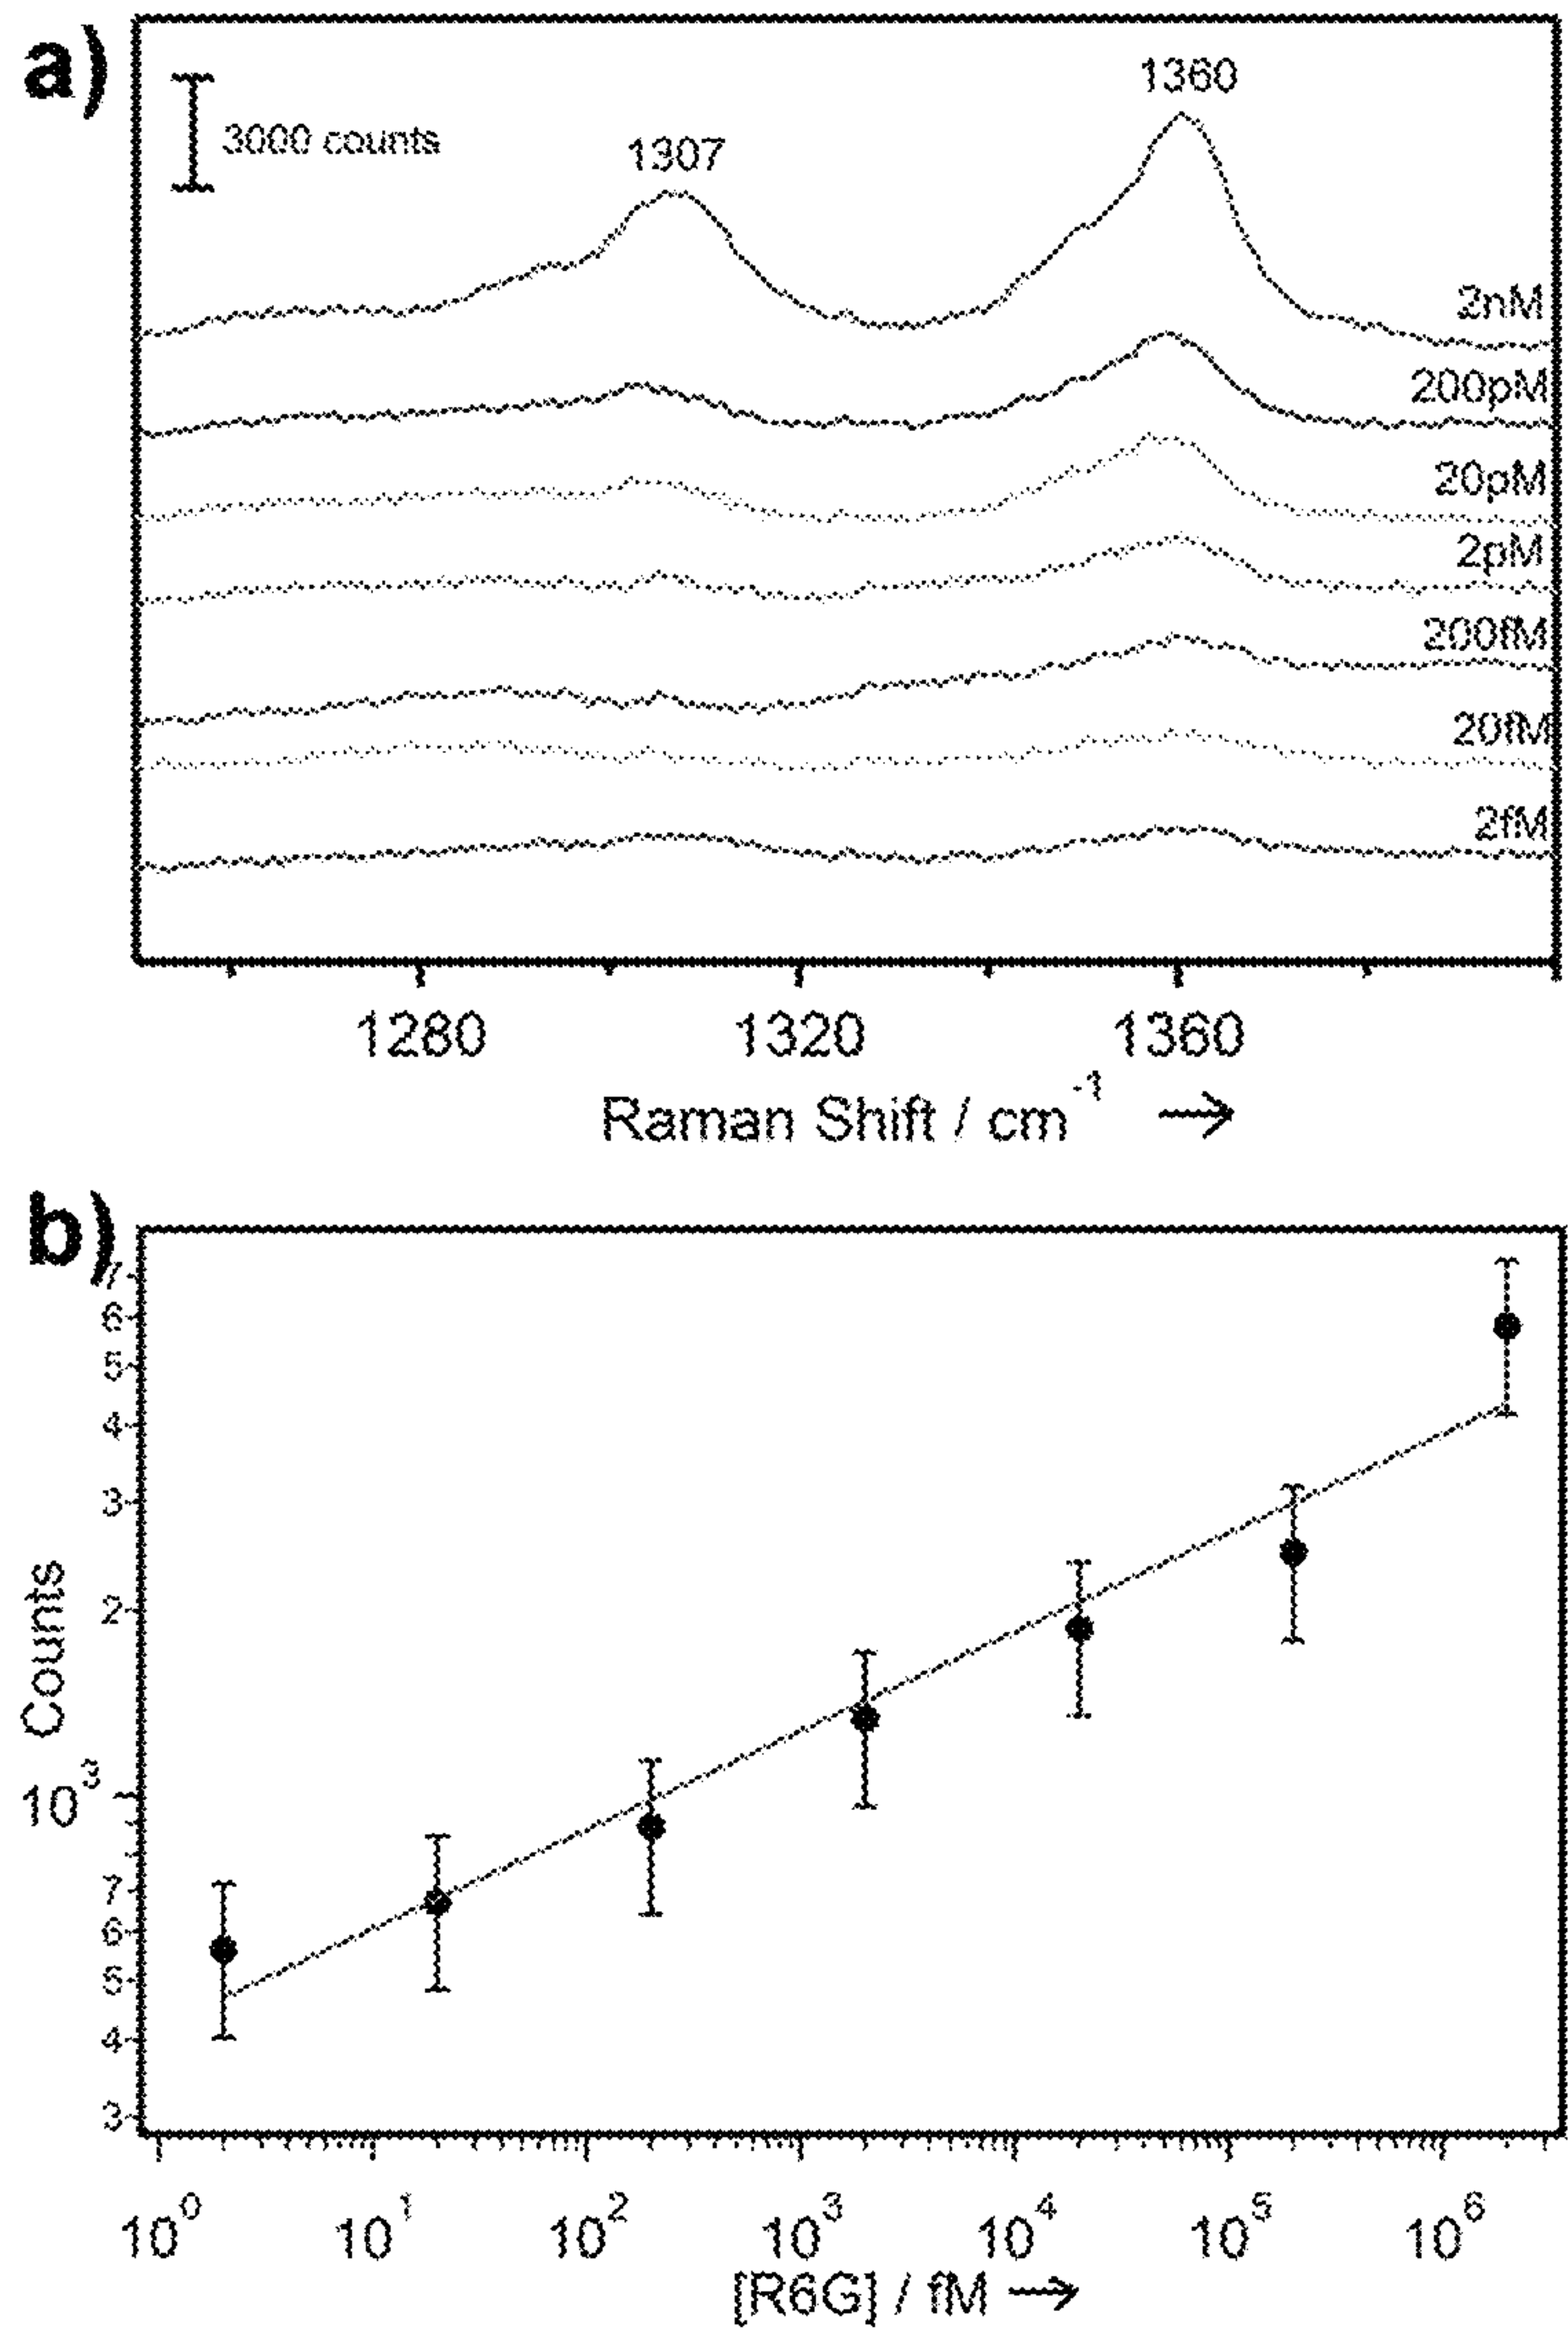 a)
3000 counts
1307
1360
2nM
200pM
20pM
2pM
200fM
20fM
2fM
1280 1320 1360
Raman Shift / cm⁻¹ →
b)
7
6
5
4
3
2
10³
7
6
5
4
3
Counts
10⁰ 10¹ 10² 10³ 10⁴ 10⁵ 10⁶
[R6G] / fM →